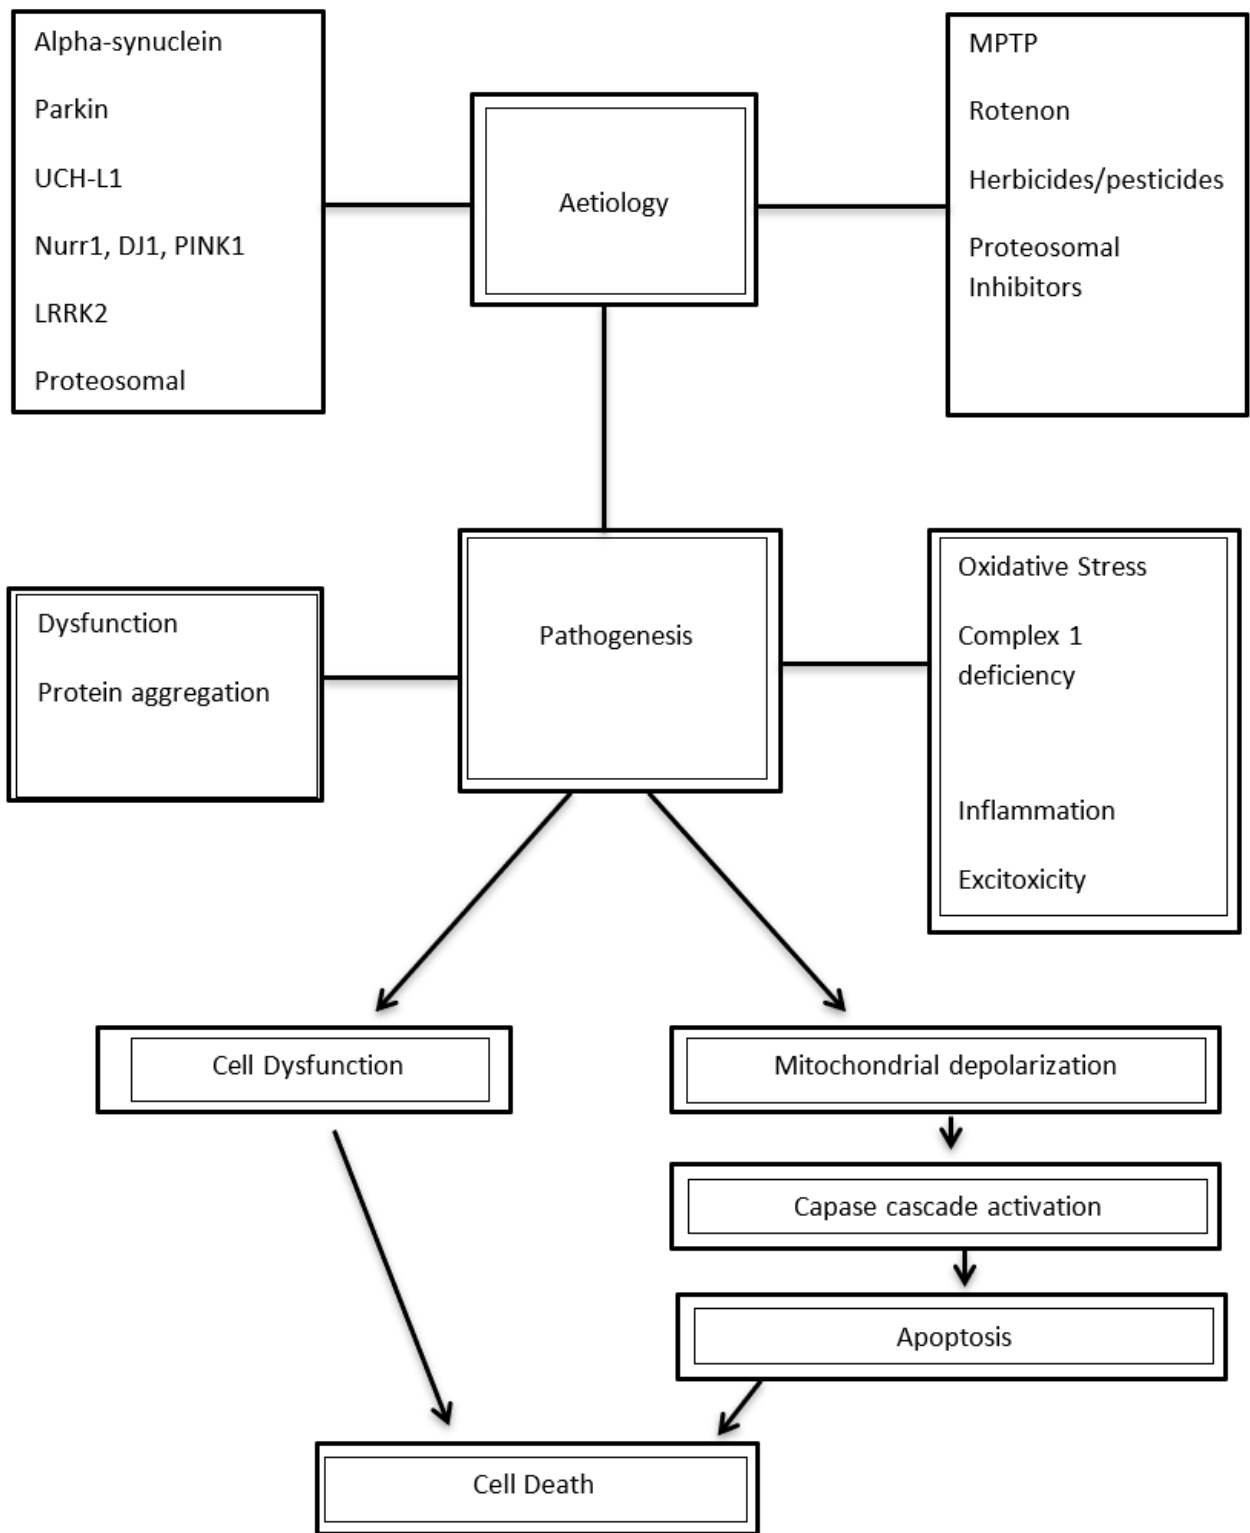 Alpha-synuclein
Parkin
UCH-L1
Nurr1, DJ1, PINK1
LRRK2
Proteosomal
Aetiology
MPTP
Rotenon
Herbicides/pesticides
Proteosomal
Inhibitors
Dysfunction
Protein aggregation
Pathogenesis
Oxidative Stress
Complex 1
deficiency
Inflammation
Excitoxicity
Cell Dysfunction
Mitochondrial depolarization
Capase cascade activation
Apoptosis
Cell Death